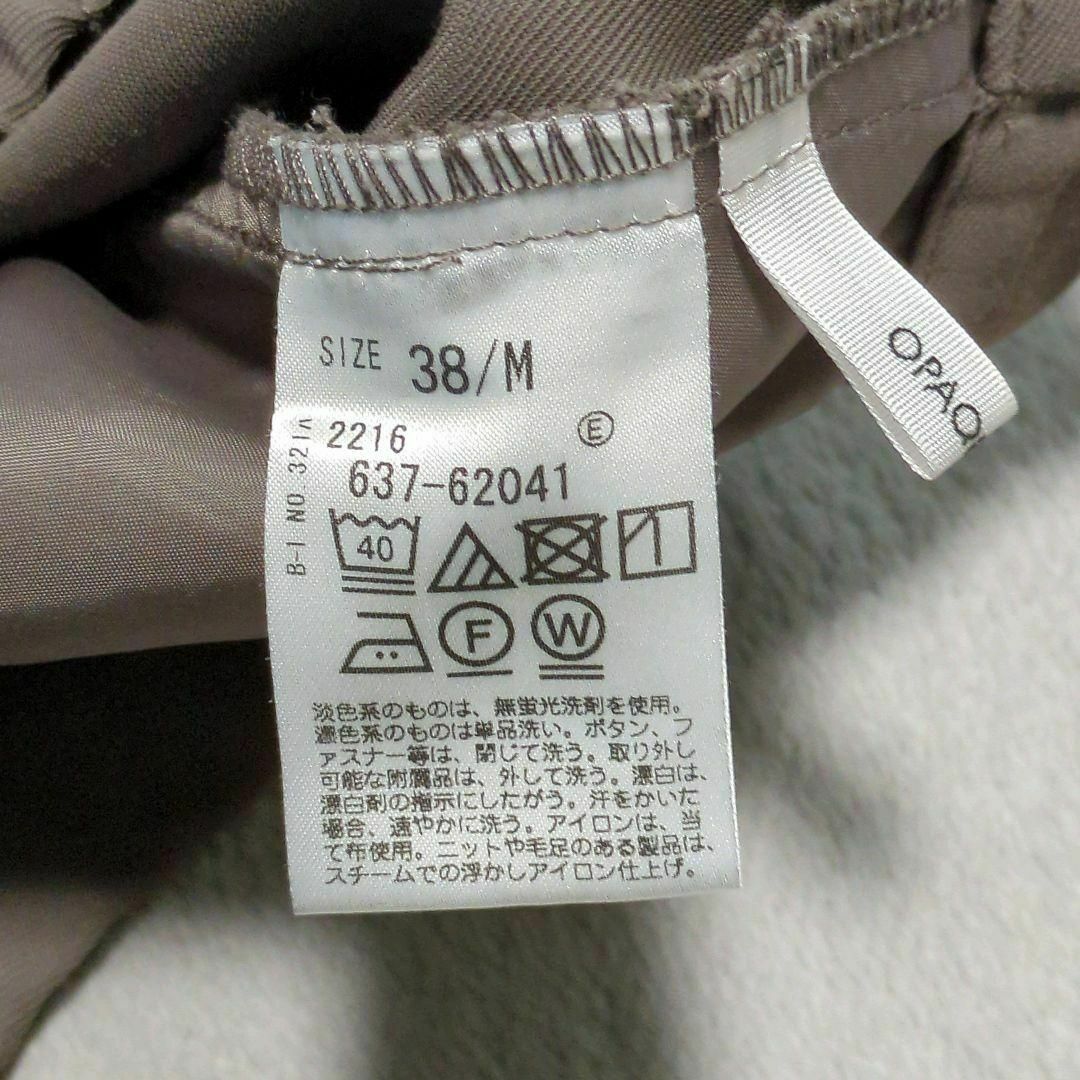 SIZE 38/M
2216 Ⓔ
637-62041
B-I NO 321A
40
F W
淡色系のものは、無蛍光洗剤を使用。
濃色系のものは単品洗い。ボタン、フ
ァスナー等は、閉じて洗う。取り外し
可能な附属品は、外して洗う。漂白は、
漂白剤の指示にしたがう。汗をかいた
場合、速やかに洗う。アイロンは、当
て布使用。ニットや毛足のある製品は、
スチームでの浮かしアイロン仕上げ。
OPAQ